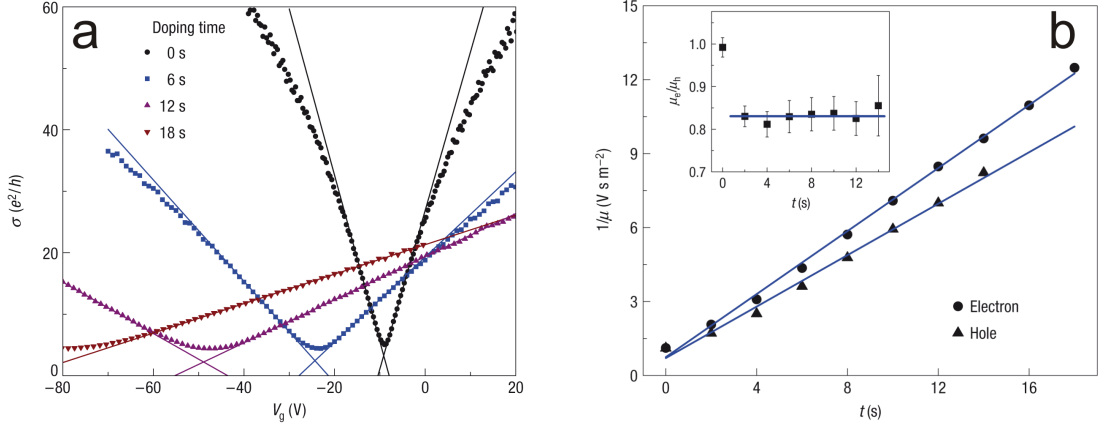 a
Doping time
0 s
6 s
12 s
18 s
60
40
20
0
σ (e²/h)
−80
−60
−40
−20
0
20
Vg (V)
b
15
12
9
6
3
0
1/μ (V s m⁻²)
0
4
8
12
16
t (s)
Electron
Hole
1.0
0.9
0.8
0.7
μe/μh
0
4
8
12
t (s)